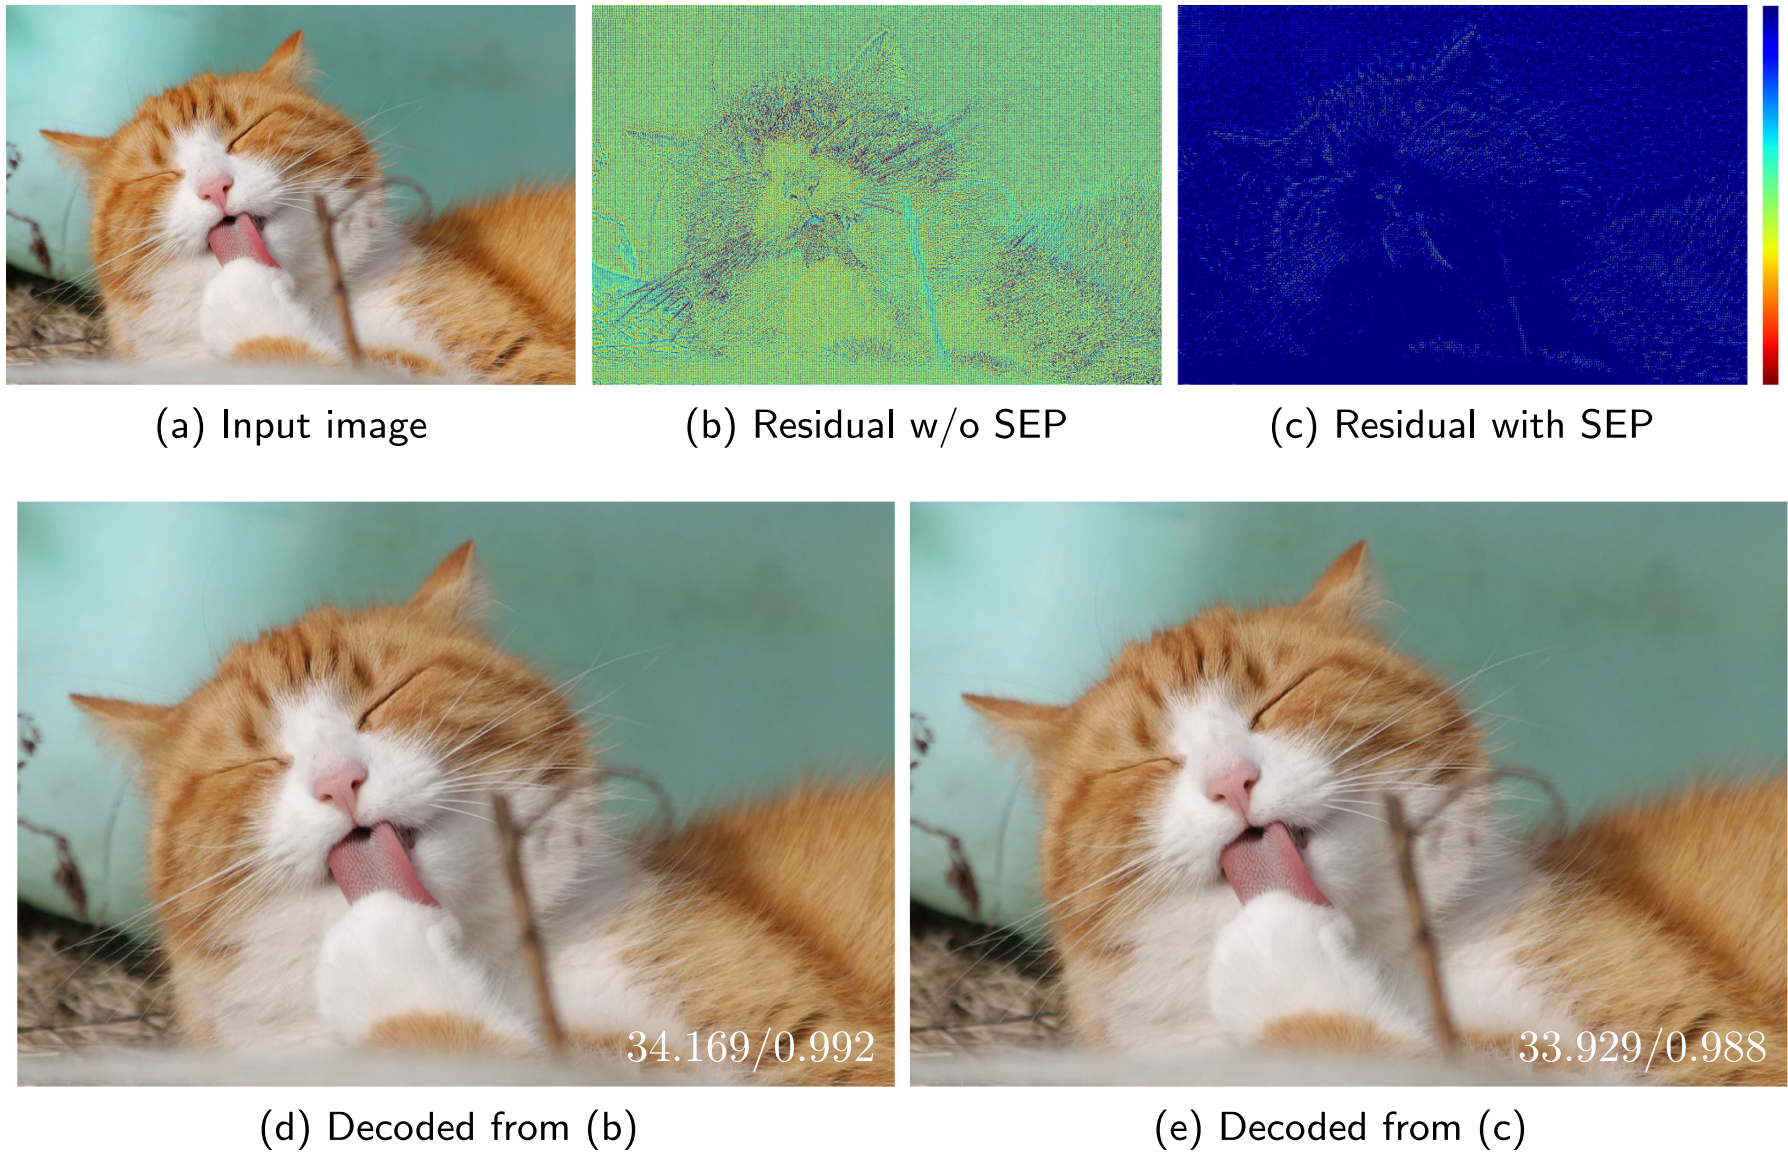 (a) Input image
(b) Residual w/o SEP
(c) Residual with SEP
34.169/0.992
33.929/0.988
(d) Decoded from (b)
(e) Decoded from (c)